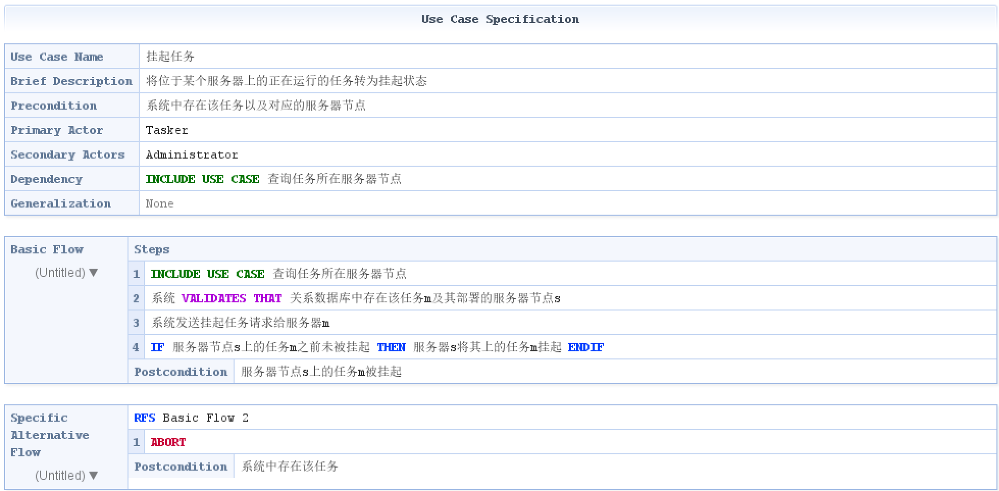 Use Case Specification
Use Case Name 挂起任务
Brief Description 将位于某个服务器上的正在运行的任务转为挂起状态
Precondition 系统中存在该任务以及对应的服务器节点
Primary Actor Tasker
Secondary Actors Administrator
Dependency INCLUDE USE CASE 查询任务所在服务器节点
Generalization None
Basic Flow Steps
(Untitled) ▼
1 INCLUDE USE CASE 查询任务所在服务器节点
2 系统 VALIDATES THAT 关系数据库中存在该任务m及其部署的服务器节点s
3 系统发送挂起任务请求给服务器m
4 IF 服务器节点s上的任务m之前未被挂起 THEN 服务器s将其上的任务m挂起 ENDIF
Postcondition 服务器节点s上的任务m被挂起
Specific
Alternative
Flow
(Untitled) ▼
RFS Basic Flow 2
1 ABORT
Postcondition 系统中存在该任务